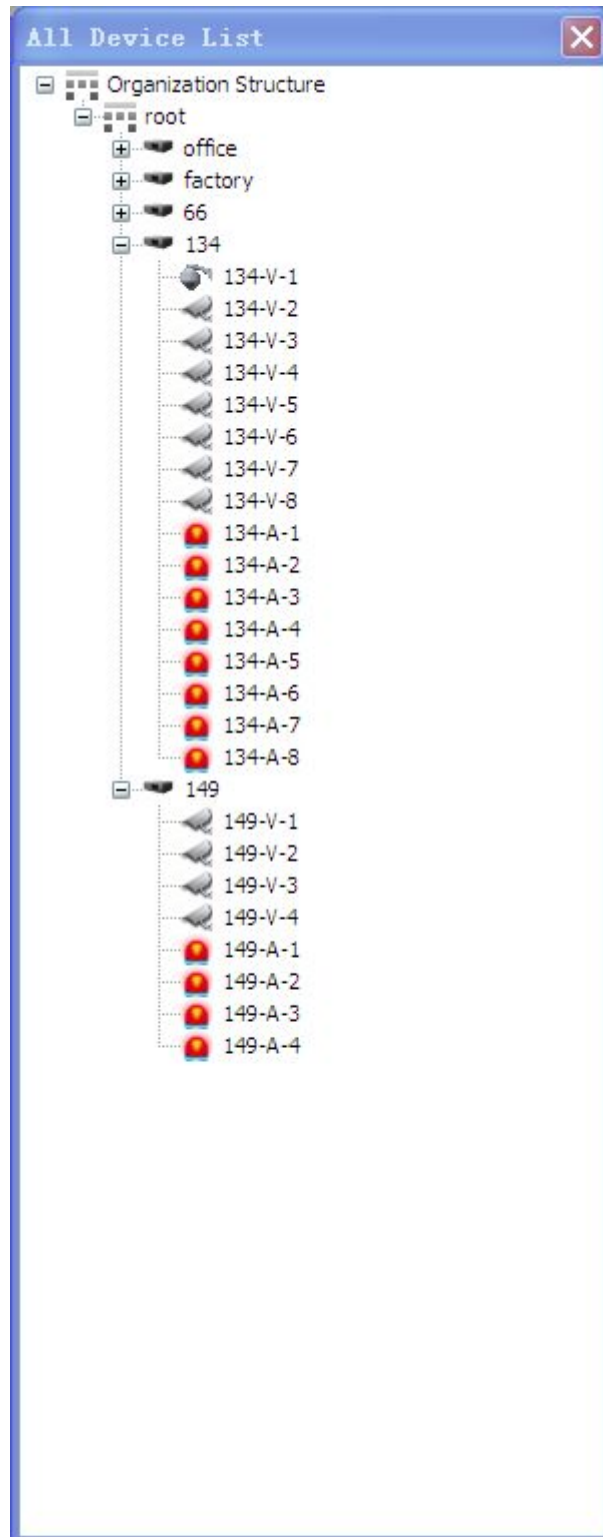 All Device List
Organization Structure
root
office
factory
66
134
134-V-1
134-V-2
134-V-3
134-V-4
134-V-5
134-V-6
134-V-7
134-V-8
134-A-1
134-A-2
134-A-3
134-A-4
134-A-5
134-A-6
134-A-7
134-A-8
149
149-V-1
149-V-2
149-V-3
149-V-4
149-A-1
149-A-2
149-A-3
149-A-4